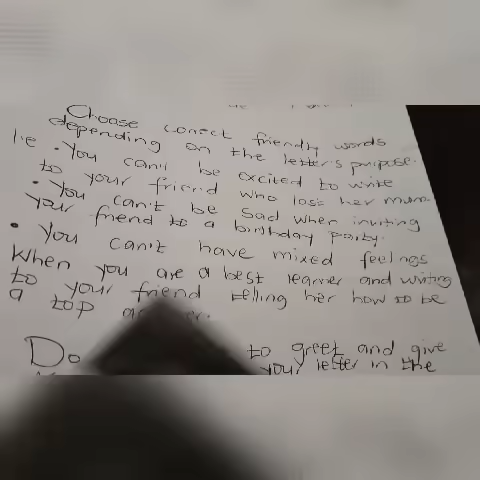 Choose correct friendly words
depending on the letter's purpose.
I.e • You can't be excited to write
to your friend who loss her mum.
• You can't be sad when inviting
your friend to a birthday party.
• You can't have mixed feelings
When you are a best learner and writing
to your friend telling her how to be
a top
Do to greet and give
your letter in the